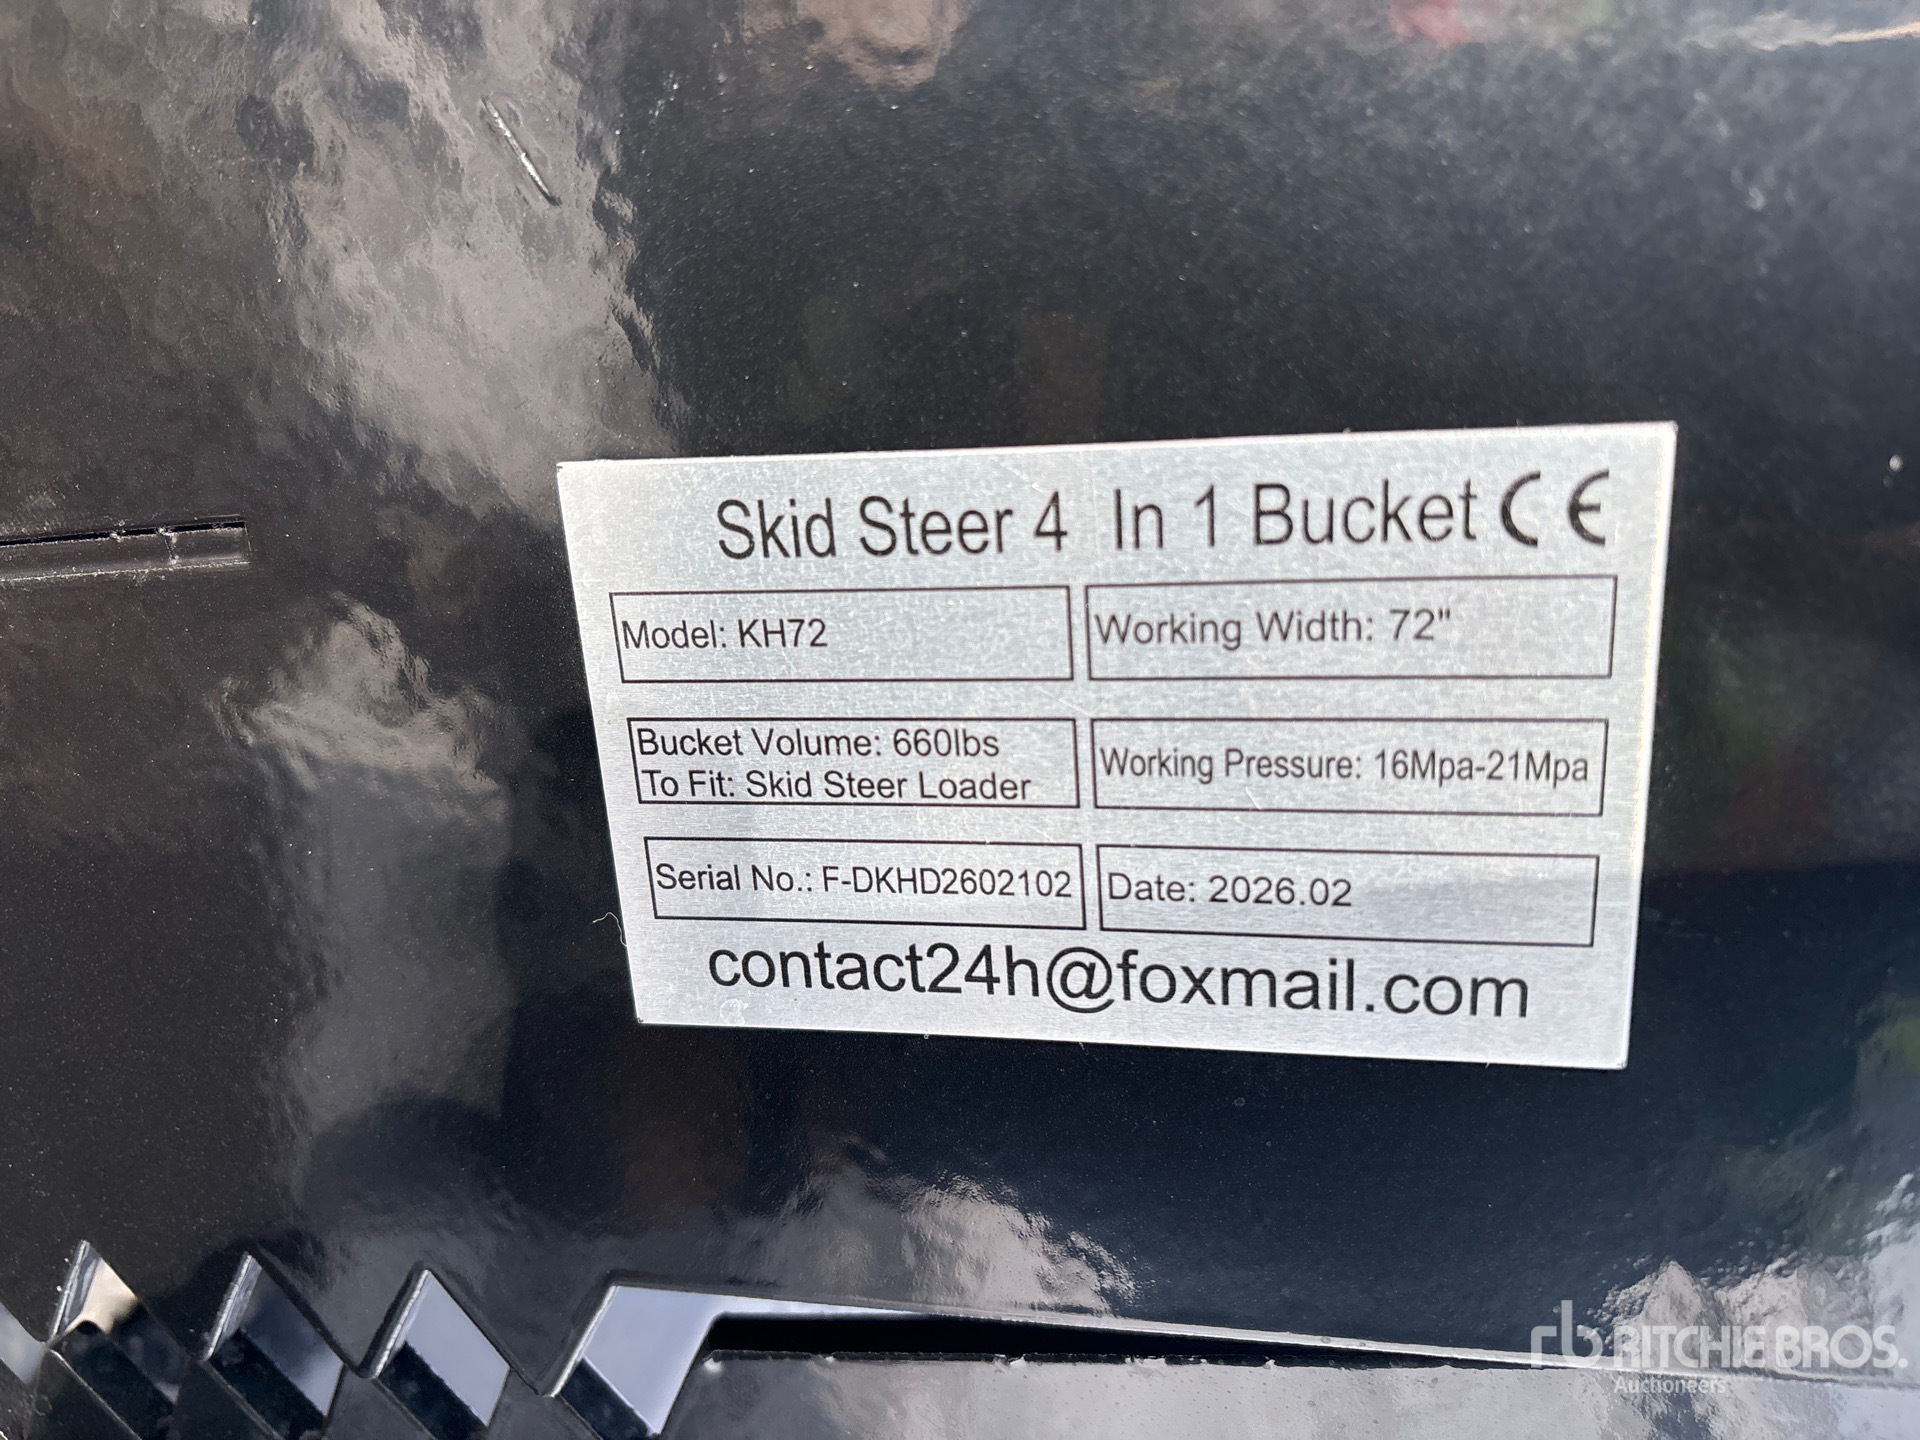 Skid Steer 4 In 1 Bucket CE
Model: KH72
Working Width: 72"
Bucket Volume: 660lbs
To Fit: Skid Steer Loader
Working Pressure: 16Mpa-21Mpa
Serial No.: F-DKHD2602102
Date: 2026.02
contact24h@foxmail.com
rb RITCHIE BROS.
Auctioneers